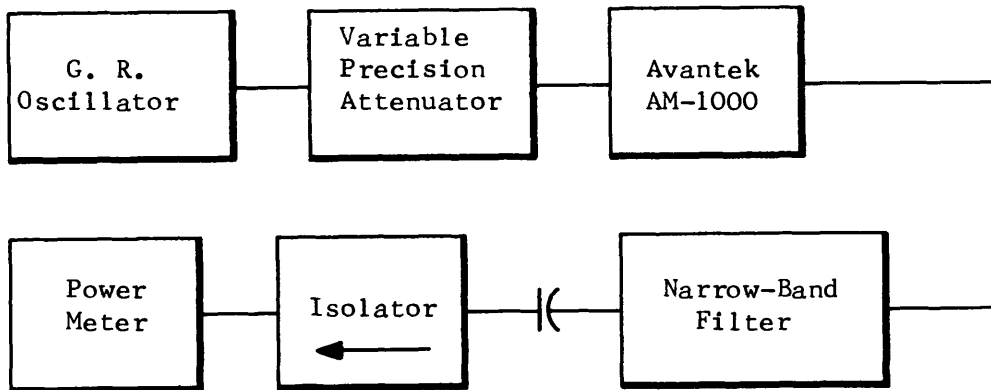 G. R.
Oscillator
Variable
Precision
Attenuator
Avantek
AM-1000
Power
Meter
Isolator
Narrow-Band
Filter